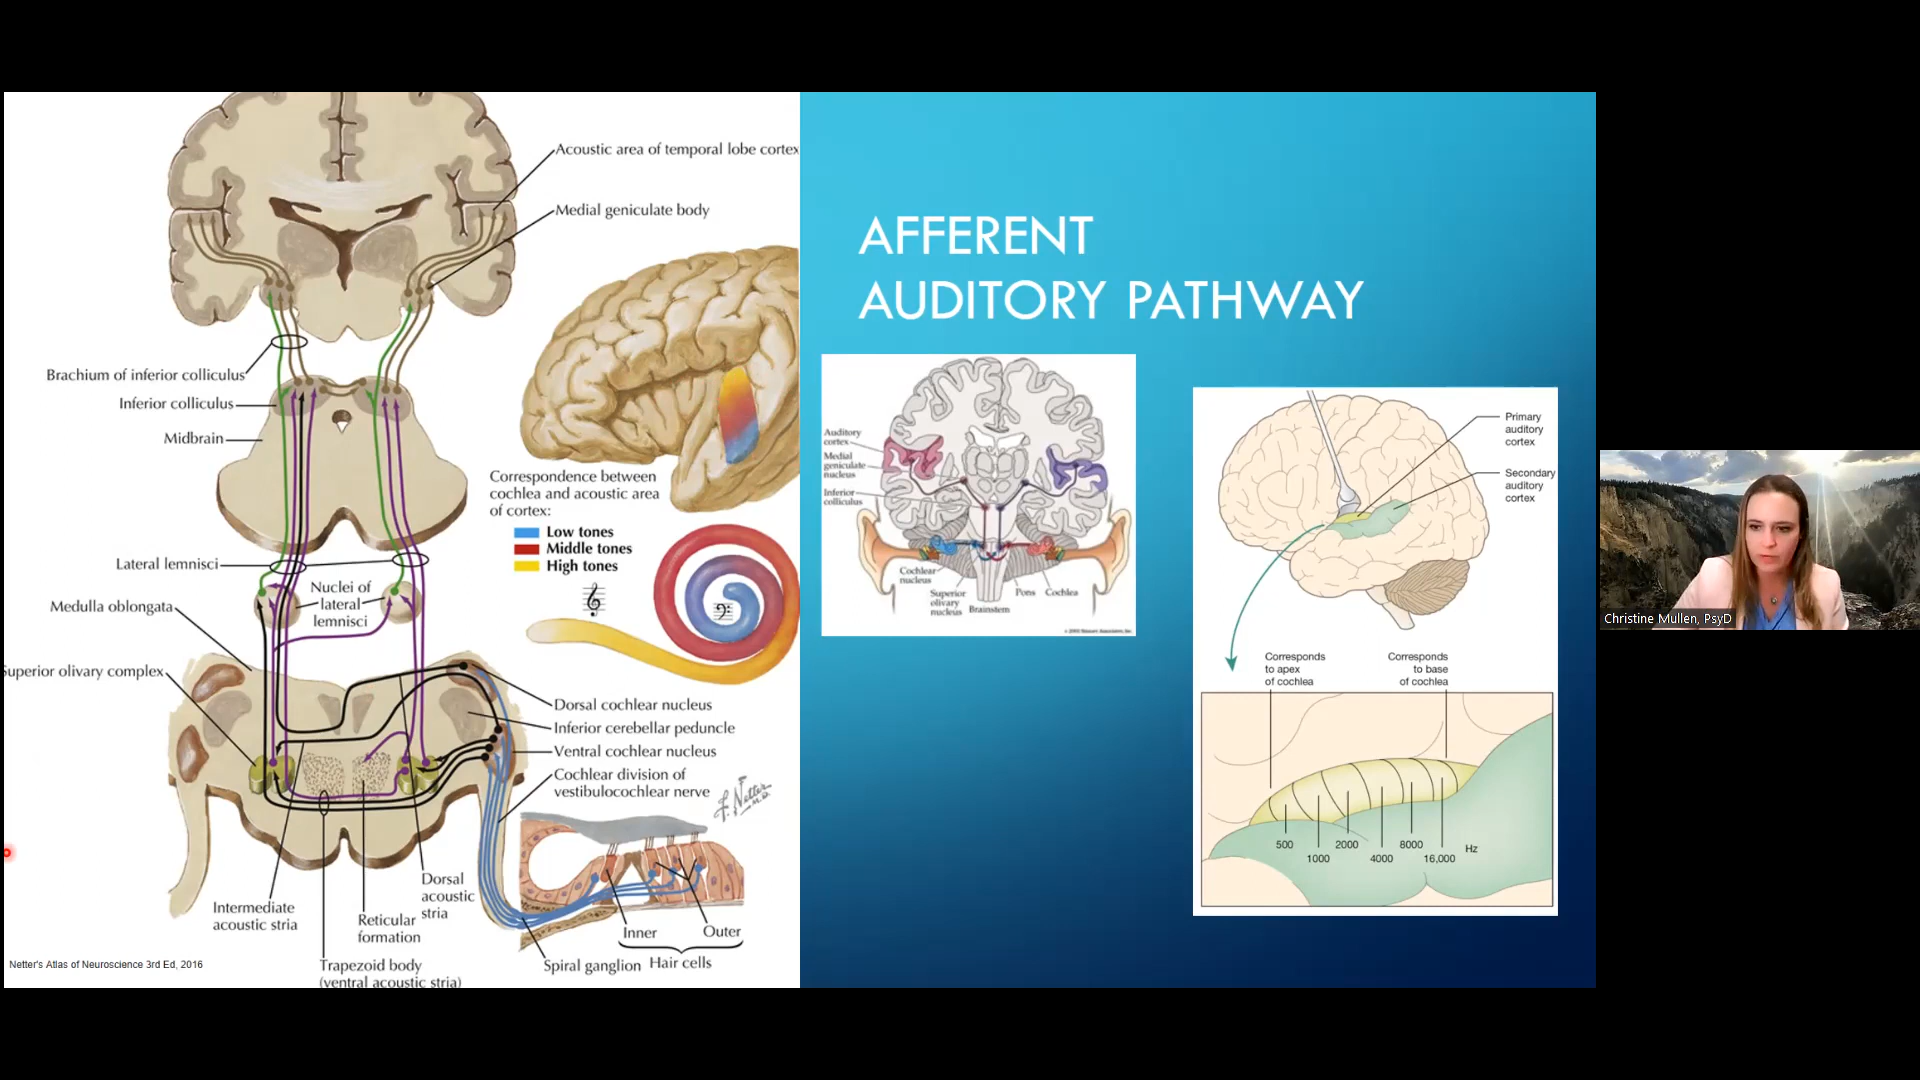 Acoustic area of temporal lobe cortex
Medial geniculate body
Brachium of inferior colliculus
Inferior colliculus
Midbrain
Correspondence between
cochlea and acoustic area
of cortex:
Low tones
Middle tones
High tones
Lateral lemnisci
Nuclei of
lateral
lemnisci
Medulla oblongata
Superior olivary complex
Dorsal cochlear nucleus
Inferior cerebellar peduncle
Ventral cochlear nucleus
Cochlear division of
vestibulocochlear nerve
F. Netter
M.D.
Dorsal
acoustic
stria
Intermediate
acoustic stria
Reticular
formation
Inner
Outer
Hair cells
Spiral ganglion
Trapezoid body
(ventral acoustic stria)
Netter's Atlas of Neuroscience 3rd Ed, 2016
AFFERENT
AUDITORY PATHWAY
Auditory
cortex
Medial
geniculate
nucleus
Inferior
colliculus
Cochlear
nucleus
Superior
olivary
nucleus
Brainstem
Pons
Cochlea
Primary
auditory
cortex
Secondary
auditory
cortex
Corresponds
to apex
of cochlea
Corresponds
to base
of cochlea
500
1000
2000
4000
8000
16,000
Hz
Christine Mullen, PsyD